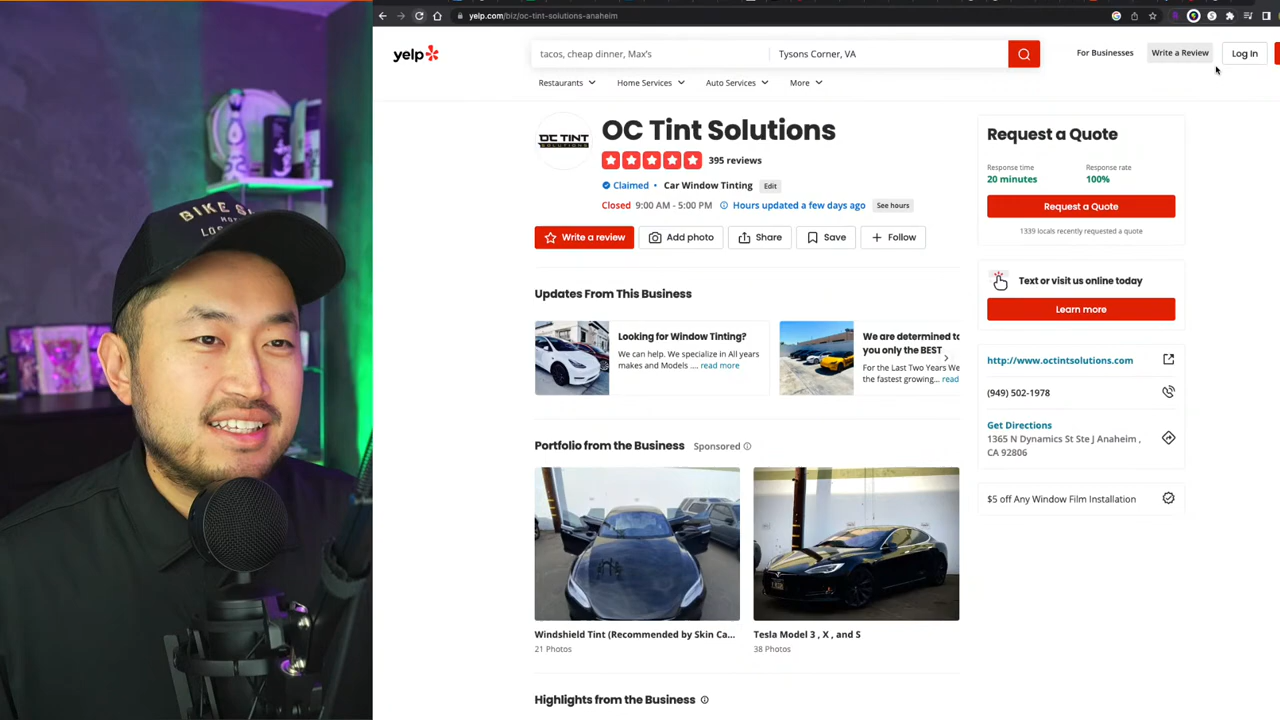 yelp.com/biz/oc-tint-solutions-anaheim
yelp
tacos, cheap dinner, Max's
Tysons Corner, VA
For Businesses
Write a Review
Log In
Restaurants
Home Services
Auto Services
More
OC TINT
SOLUTIONS
OC Tint Solutions
395 reviews
Claimed • Car Window Tinting Edit
Closed 9:00 AM - 5:00 PM Hours updated a few days ago See hours
Write a review
Add photo
Share
Save
Follow
Updates From This Business
Looking for Window Tinting?
We can help. We specialize in All years
makes and Models .... read more
We are determined to
you only the BEST
For the Last Two Years We
the fastest growing... read
Portfolio from the Business Sponsored
Windshield Tint (Recommended by Skin Ca...
21 Photos
Tesla Model 3 , X , and S
38 Photos
Highlights from the Business
Request a Quote
Response time
20 minutes
Response rate
100%
Request a Quote
1339 locals recently requested a quote
Text or visit us online today
Learn more
http://www.octintsolutions.com
(949) 502-1978
Get Directions
1365 N Dynamics St Ste J Anaheim ,
CA 92806
$5 off Any Window Film Installation